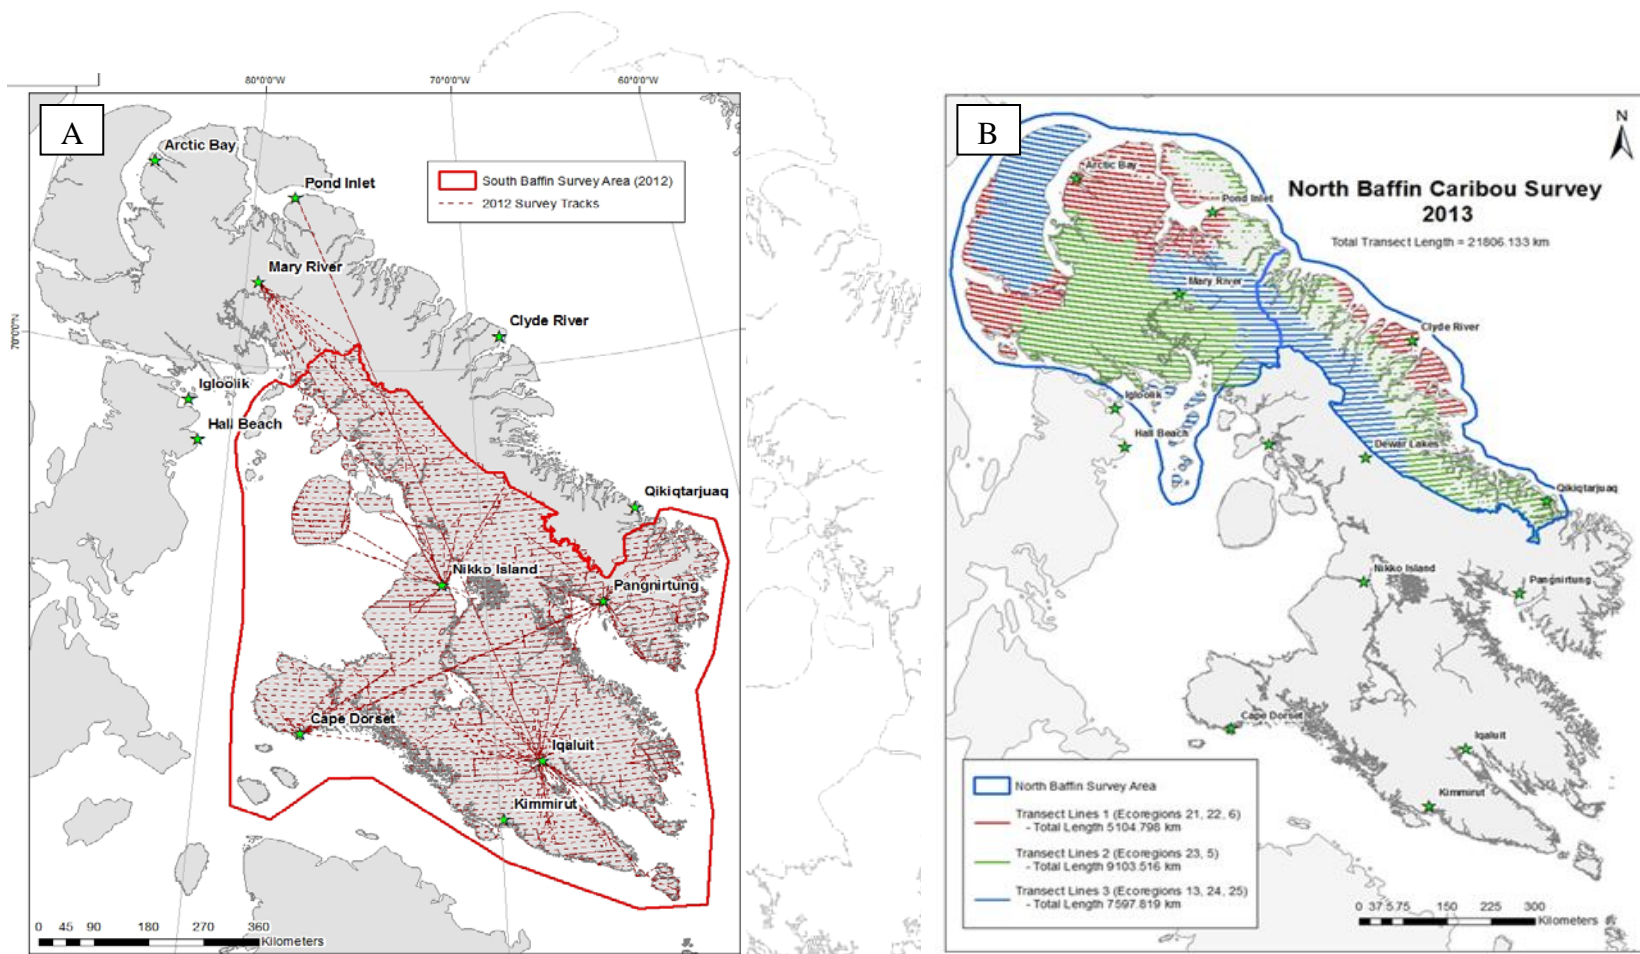 80°0'0"W
70°0'0"W
60°0'0"W
A
Arctic Bay
Pond Inlet
South Baffin Survey Area (2012)
2012 Survey Tracks
Mary River
Clyde River
70°0'0"N
Igloolik
Hall Beach
Qikiqtarjuaq
Nikko Island
Pangnirtung
Cape Dorset
Iqaluit
Kimmirut
0 45 90 180 270 360
Kilometers
B
N
North Baffin Caribou Survey
2013
Total Transect Length = 21806.133 km
Arctic Bay
Pond Inlet
Mary River
Clyde River
Igloolik
Hall Beach
Dewar Lakes
Qikiqtarjuaq
Nikko Island
Pangnirtung
Cape Dorset
Iqaluit
Kimmirut
North Baffin Survey Area
Transect Lines 1 (Ecoregions 21, 22, 6)
- Total Length 5104.798 km
Transect Lines 2 (Ecoregions 23, 5)
- Total Length 9103.516 km
Transect Lines 3 (Ecoregions 13, 24, 25)
- Total Length 7597.819 km
0 37.5 75 150 225 300
Kilometers